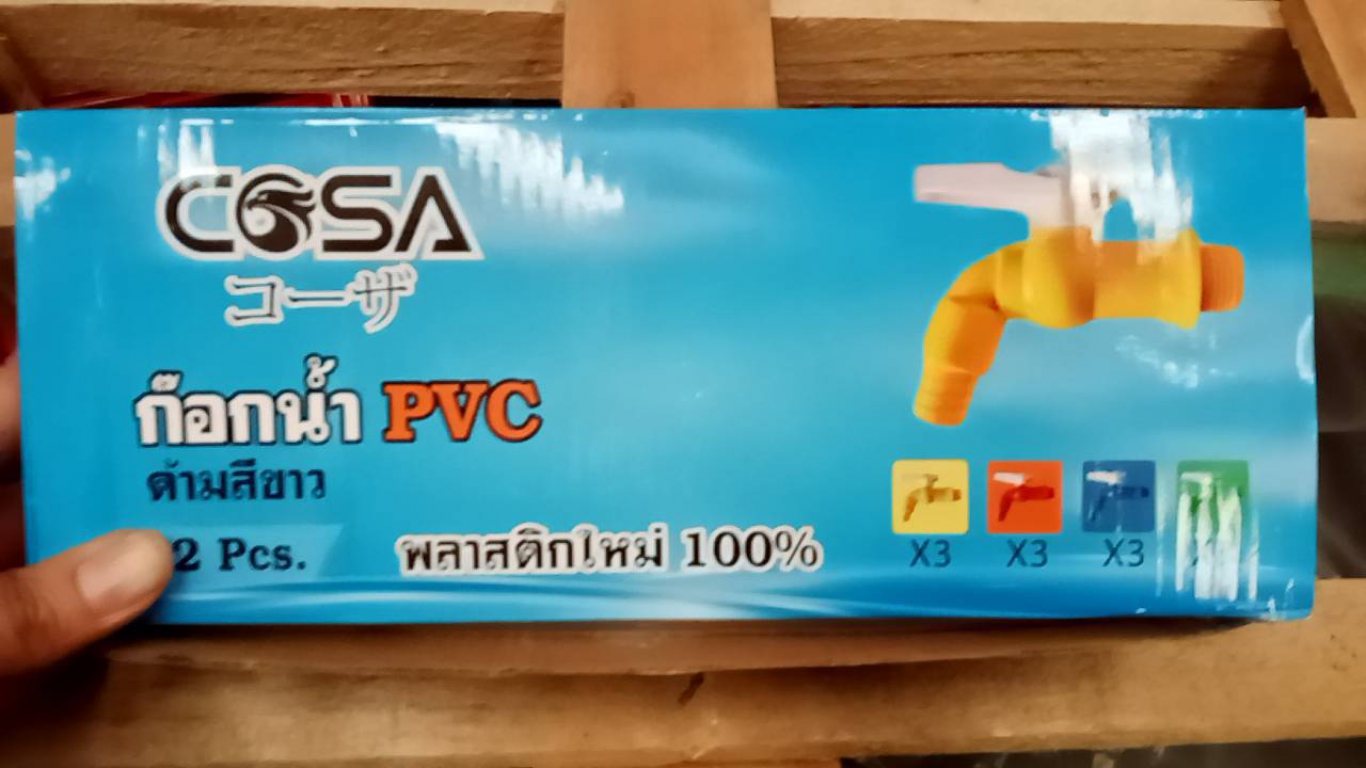 COSA
コーザ
ก๊อกน้ำ PVC
ด้ามสีขาว
Pcs.
พลาสติกใหม่ 100%
X3 X3 X3